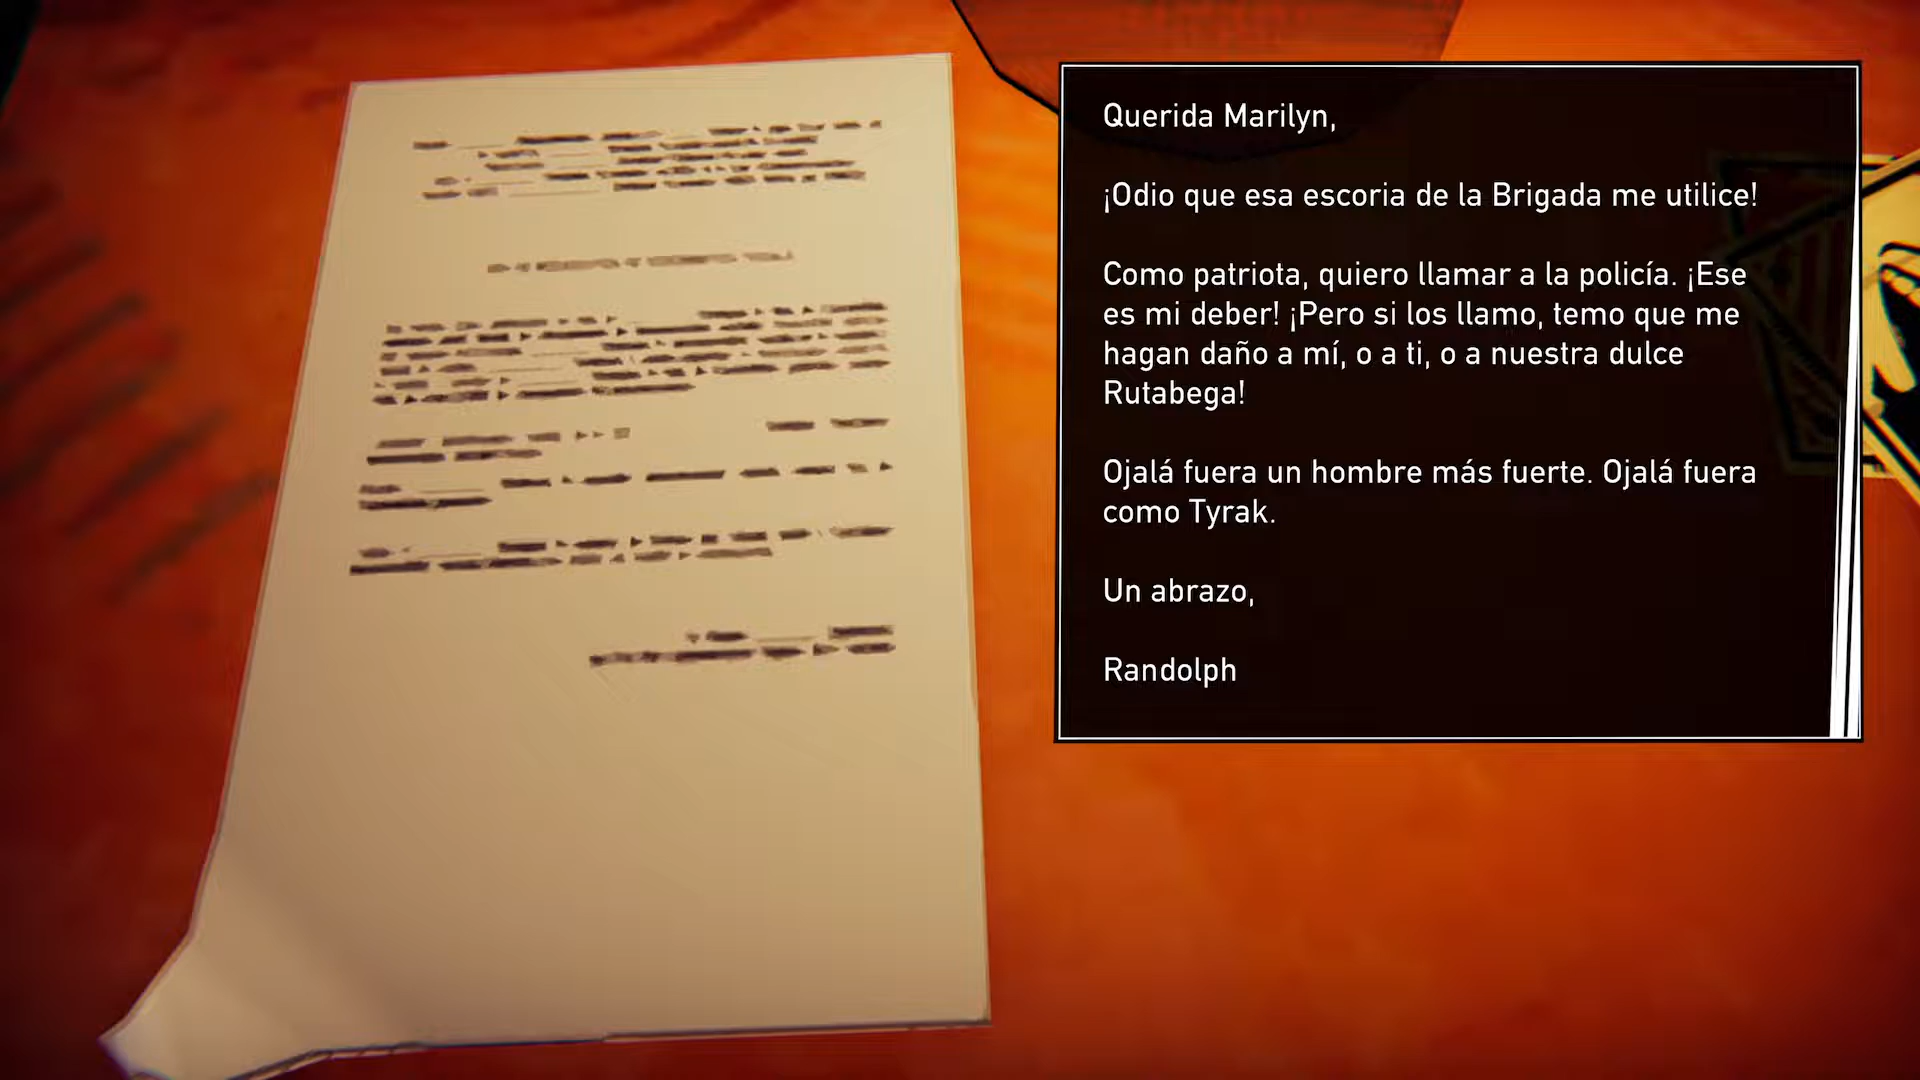 Querida Marilyn,
¡Odio que esa escoria de la Brigada me utilice!
Como patriota, quiero llamar a la policía. ¡Ese
es mi deber! ¡Pero si los llamo, temo que me
hagan daño a mí, o a ti, o a nuestra dulce
Rutabega!
Ojalá fuera un hombre más fuerte. Ojalá fuera
como Tyrak.
Un abrazo,
Randolph